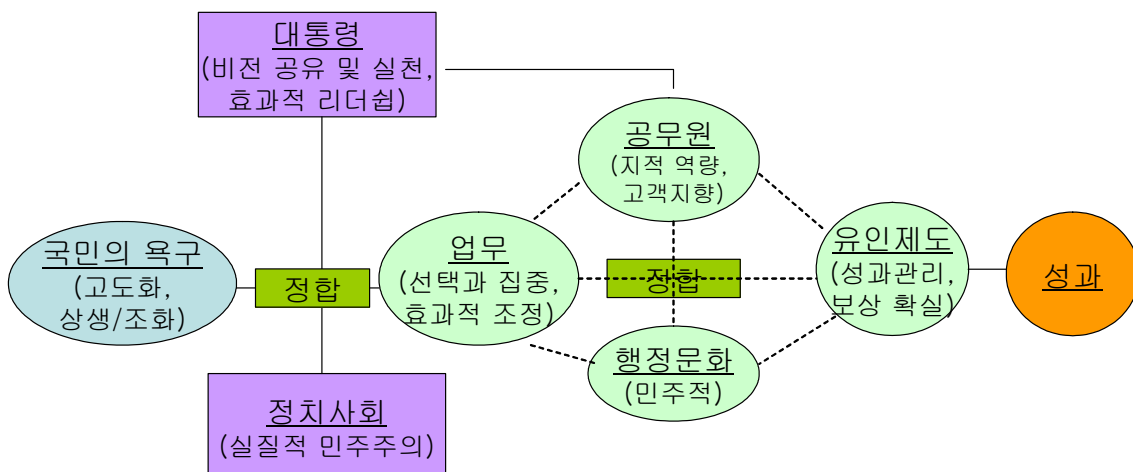 대통령
(비전 공유 및 실천,
효과적 리더쉽)
공무원
(지적 역량,
고객지향)
국민의 욕구
(고도화,
상생/조화)
정합
업무
(선택과 집중,
효과적 조정)
정합
유인제도
(성과관리,
보상 확실)
성과
행정문화
(민주적)
정치사회
(실질적 민주주의)